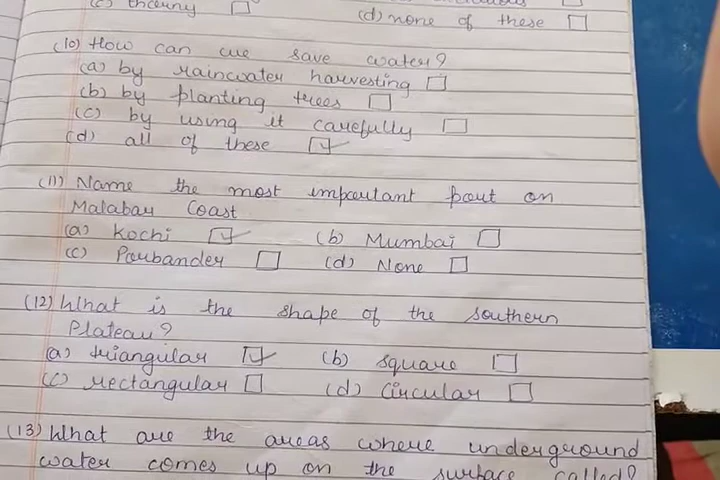 (c) thorny (d) none of these
(10) How can we save water?
(a) by rainwater harvesting
(b) by planting trees
(c) by using it carefully
(d) all of these
(11) Name the most important port on
Malabar Coast
(a) Kochi (b) Mumbai
(c) Porbander (d) None
(12) What is the shape of the southern
Plateau?
(a) triangular (b) square
(c) rectangular (d) Circular
(13) What are the areas where underground
water comes up on the surface called?